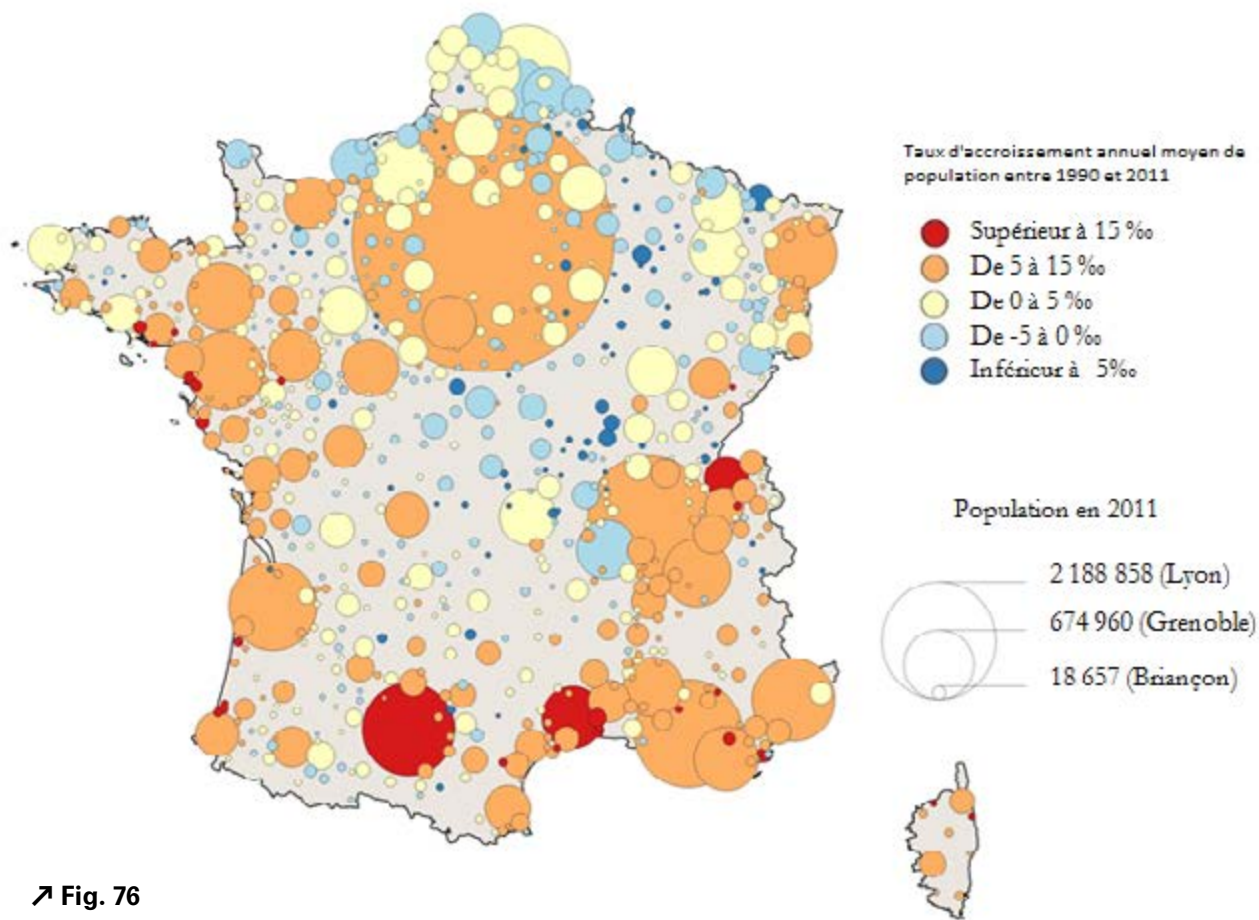 Taux d'accroissement annuel moyen de
population entre 1990 et 2011
Supérieur à 15 ‰
De 5 à 15 ‰
De 0 à 5 ‰
De -5 à 0 ‰
Inférieur à 5‰
Population en 2011
2 188 858 (Lyon)
674 960 (Grenoble)
18 657 (Briançon)
↗ Fig. 76